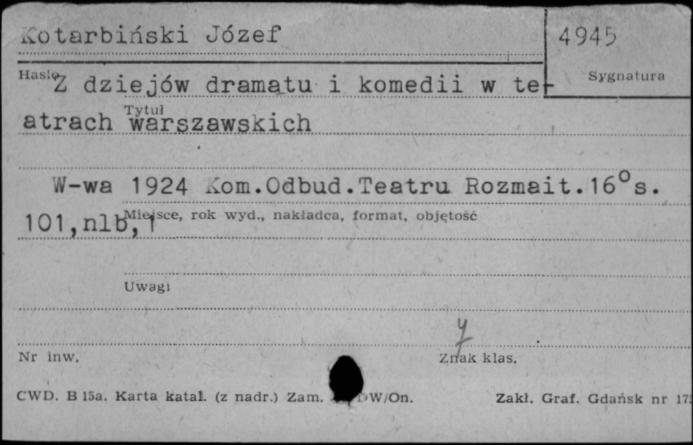 Kotarbiński Józef
4945
Hasło
Sygnatura
Z dziejów dramatu i komedii w te-
Tytuł
atrach warszawskich
W-wa 1924 Kom.Odbud.Teatru Rozmait.16°s.
Miejsce, rok wyd., nakładca, format, objętość
101,nlb,1
Uwagi
Nr inw.
Znak klas.
CWD. B 15a. Karta katal. (z nadr.) Zam. DW/On.
Zakł. Graf. Gdańsk nr